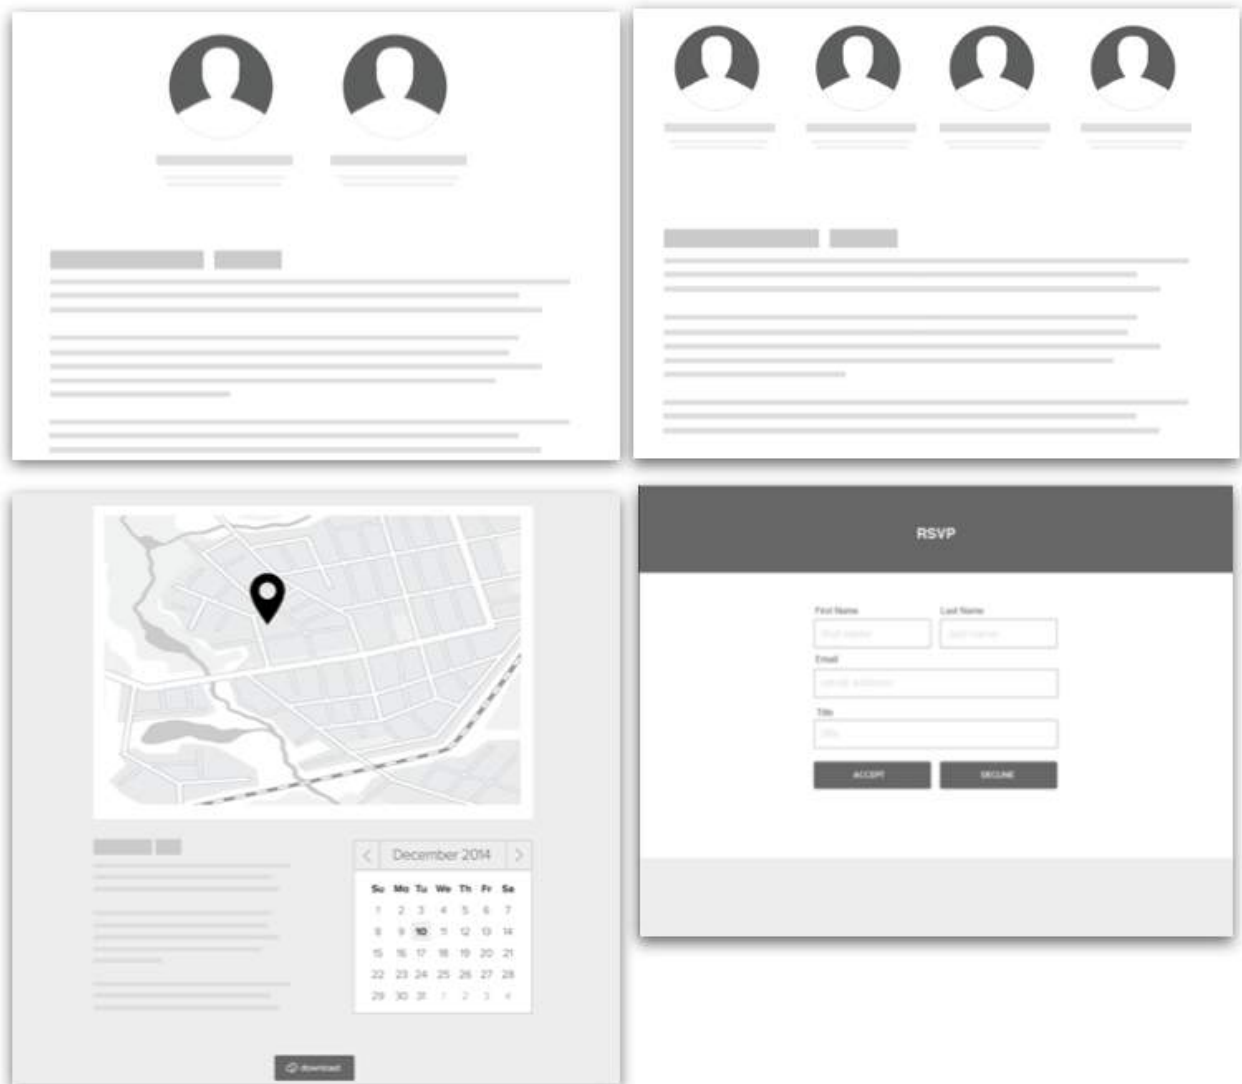 December 2014
Su Mo Tu We Th Fr Sa
1 2 3 4 5 6 7
8 9 10 11 12 13 14
15 16 17 18 19 20 21
22 23 24 25 26 27 28
29 30 31 1 2 3 4
download
RSVP
First Name Last Name
Email
Title
ACCEPT DECLINE